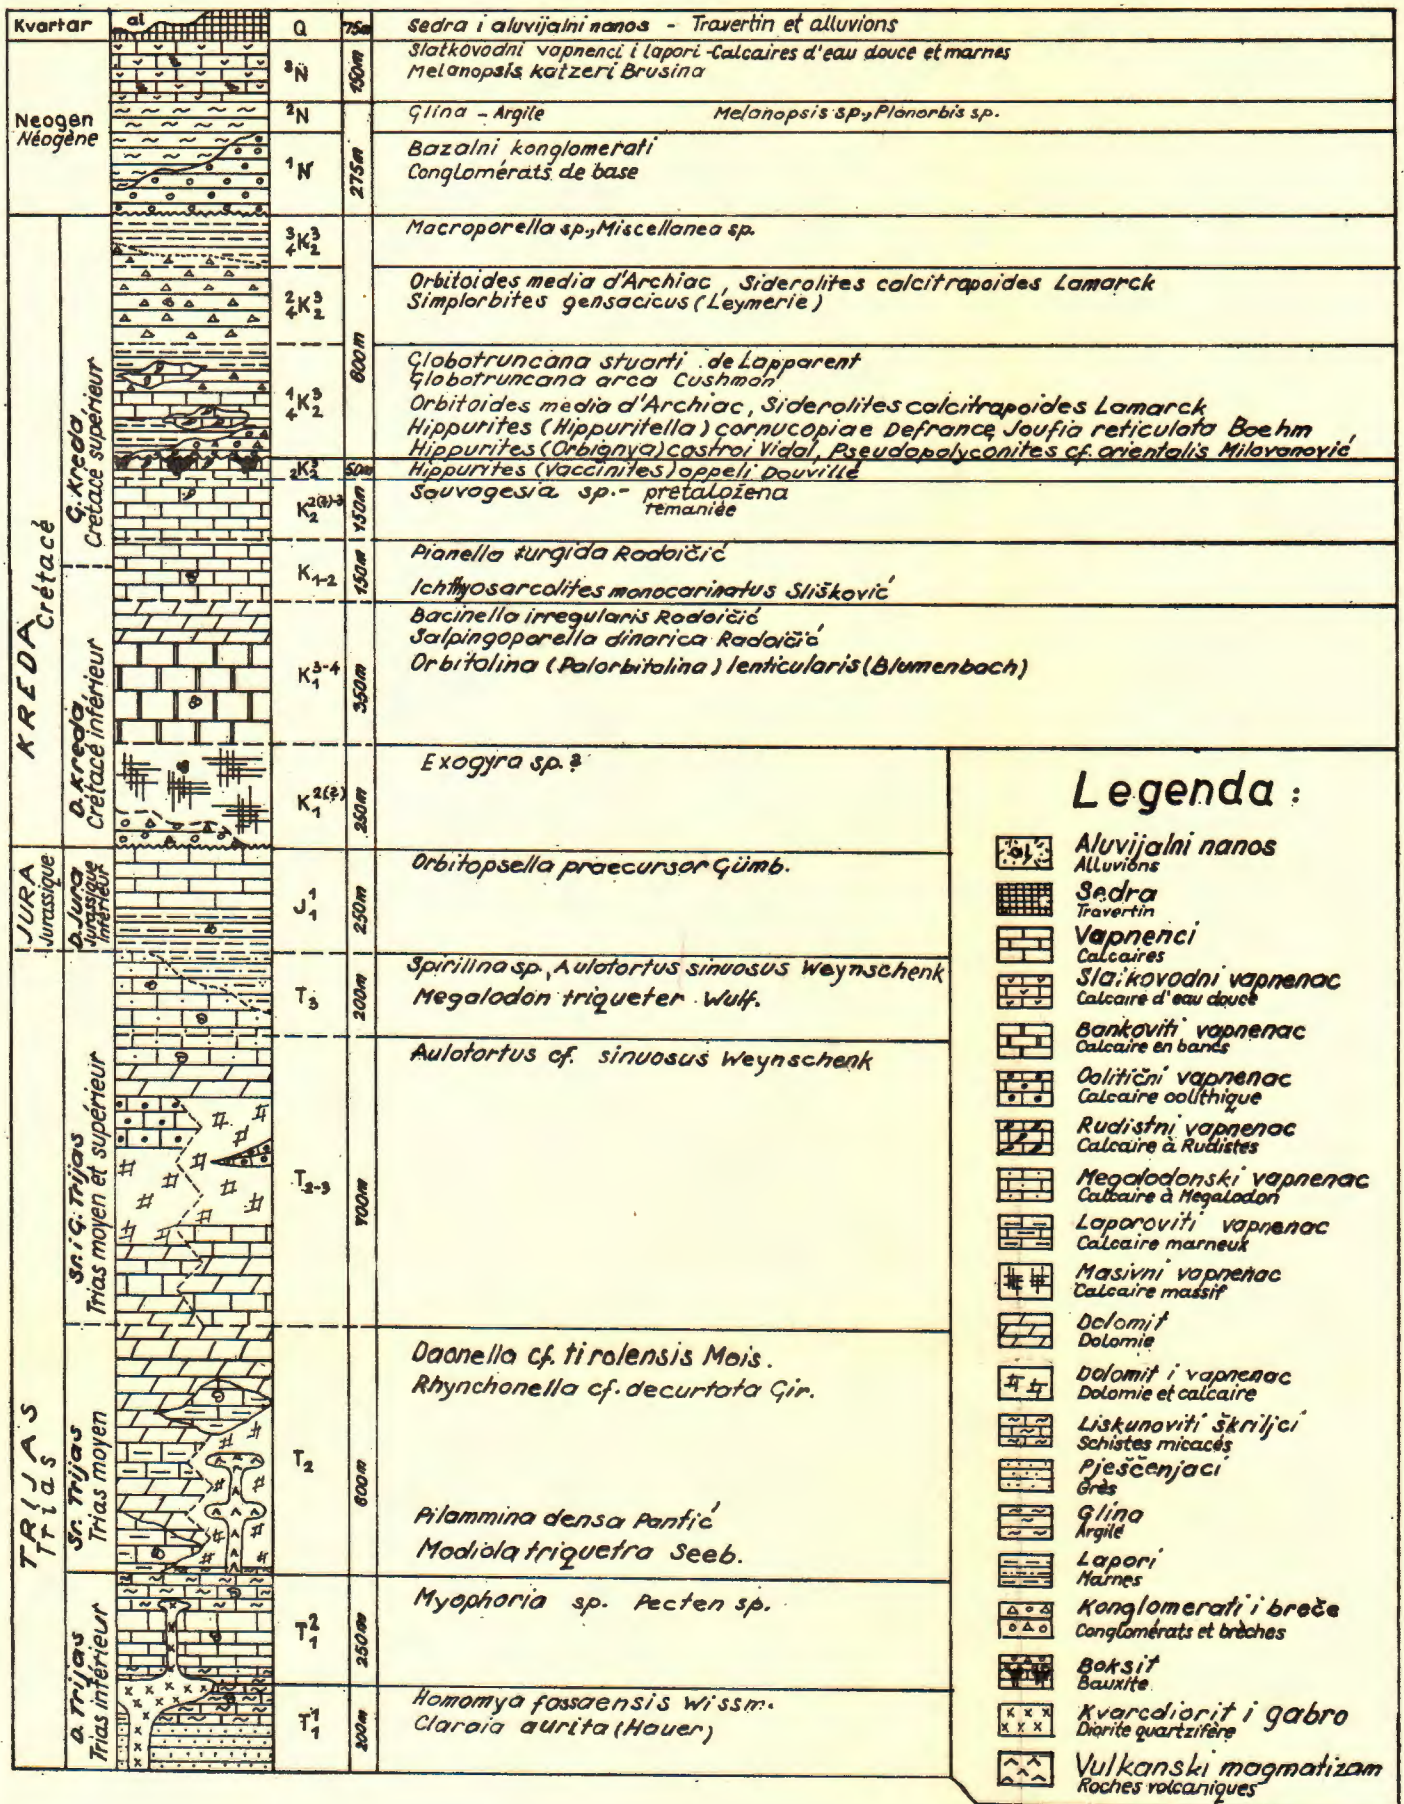 Kvartar
al
Q
75m
Sedra i aluvijalni nanos - Travertin et alluvions
Neogen
Néogène
³N
150m
Slatkovodni vapnenci i lapori - Calcaires d'eau douce et marnes
Melanopsis katzeri Brusina
²N
Glina - Argile
Melanopsis sp., Planorbis sp.
¹N
275m
Bazalni konglomerati
Conglomérats de base
KREDA
Crétacé
G. Kreda
Crétacé supérieur
³₄K³₂
Macroporella sp., Miscellanea sp.
²₄K³₂
600m
Orbitoides media d'Archiac, Siderolites calcitrapoides Lamarck
Simplorbites gensacicus (Leymerie)
¹₄K³₂
Globotruncana stuarti de Lapparent
Globotruncana arca Cushman
Orbitoides media d'Archiac, Siderolites calcitrapoides Lamarck
Hippurites (Hippuritella) cornucopiae Defrance, Joufia reticulata Boehm
Hippurites (Orbignya) castroi Vidal, Pseudopolyconites cf. orientalis Milovanović
₂K³₂
50m
Hippurites (Vaccinites) oppeli Douvillé
K₂²⁽?⁾⁻³
150m
Sauvagesia sp. - pretaložena
remaniée
K₁₋₂
150m
Pianella turgida Radoičić
Ichthyosarcolites monocarinatus Slišković
D. Kreda
Crétacé inférieur
K₁³⁻⁴
350m
Bacinella irregularis Radoičić
Salpingoporella dinarica Radoičić
Orbitolina (Palorbitolina) lenticularis (Blumenbach)
K₁²⁽?⁾
250m
Exogyra sp.?
JURA
Jurassique
D. Jura
Jurassique
inférieur
J₁¹
250m
Orbitopsella praecursor Gümb.
TRIJAS
Trias
Sr. i G. Trijas
Trias moyen et supérieur
T₃
200m
Spirilina sp., Aulotortus sinuosus Weynschenk
Megalodon triqueter Wulf.
T₂₋₃
700m
Aulotortus cf. sinuosus Weynschenk
Sr. Trijas
Trias moyen
T₂
600m
Daonella cf. tirolensis Mois.
Rhynchonella cf. decurtata Gir.
Pilammina densa Pantić
Modiola triquetra Seeb.
D. Trijas
Trias inférieur
T₁²
250m
Myophoria sp. Pecten sp.
T₁¹
200m
Homomya fassaensis Wissm.
Claraia aurita (Hauer)
Legenda :
al
Aluvijalni nanos
Alluvions
Sedra
Travertin
Vapnenci
Calcaires
Slatkovodni vapnenac
Calcaire d'eau douce
Bankoviti vapnenac
Calcaire en bancs
Oolitični vapnenac
Calcaire oolithique
Rudistni vapnenac
Calcaire à Rudistes
Megalodonski vapnenac
Calcaire à Megalodon
Laporoviti vapnenac
Calcaire marneux
Masivni vapnenac
Calcaire massif
Dolomit
Dolomie
Dolomit i vapnenac
Dolomie et calcaire
Liskunoviti škriljci
Schistes micacés
Pješčenjaci
Grès
Glina
Argile
Lapori
Marnes
Konglomerati i breče
Conglomérats et brèches
Boksit
Bauxite
Kvarcdiorit i gabro
Diorite quartzifère
Vulkanski magmatizam
Roches volcaniques